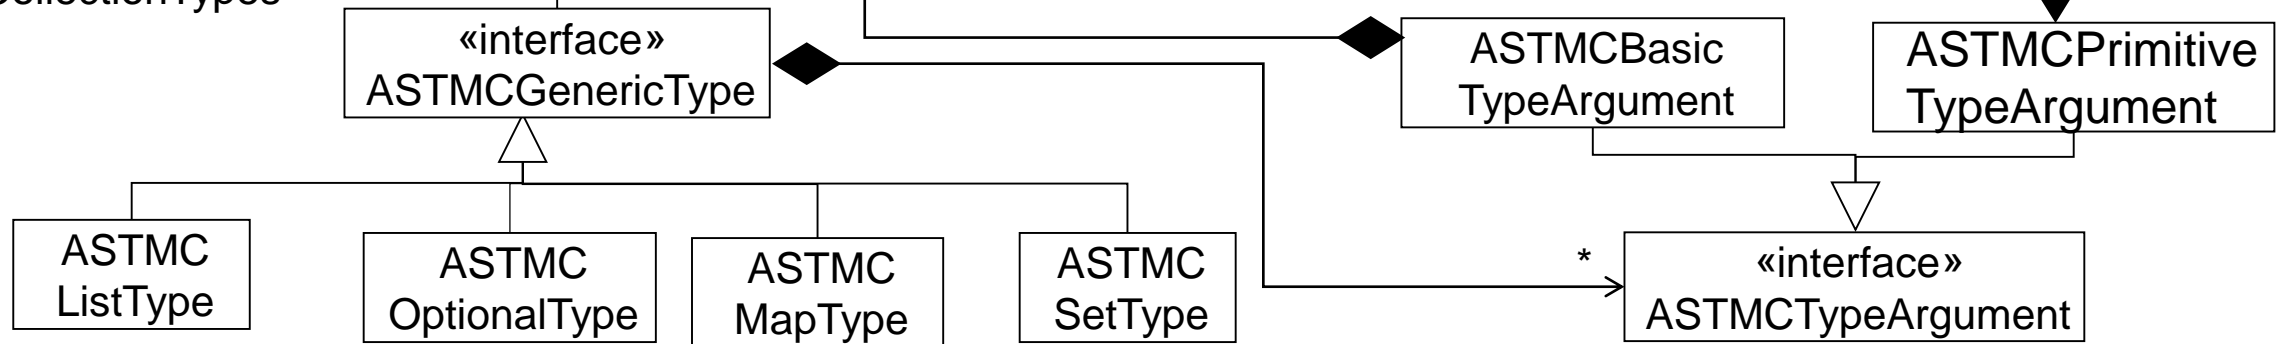 «interface»
ASTMCGenericType
ASTMCBasic
TypeArgument
ASTMCPrimitive
TypeArgument
ASTMC
ListType
ASTMC
OptionalType
ASTMC
MapType
ASTMC
SetType
*
«interface»
ASTMCTypeArgument